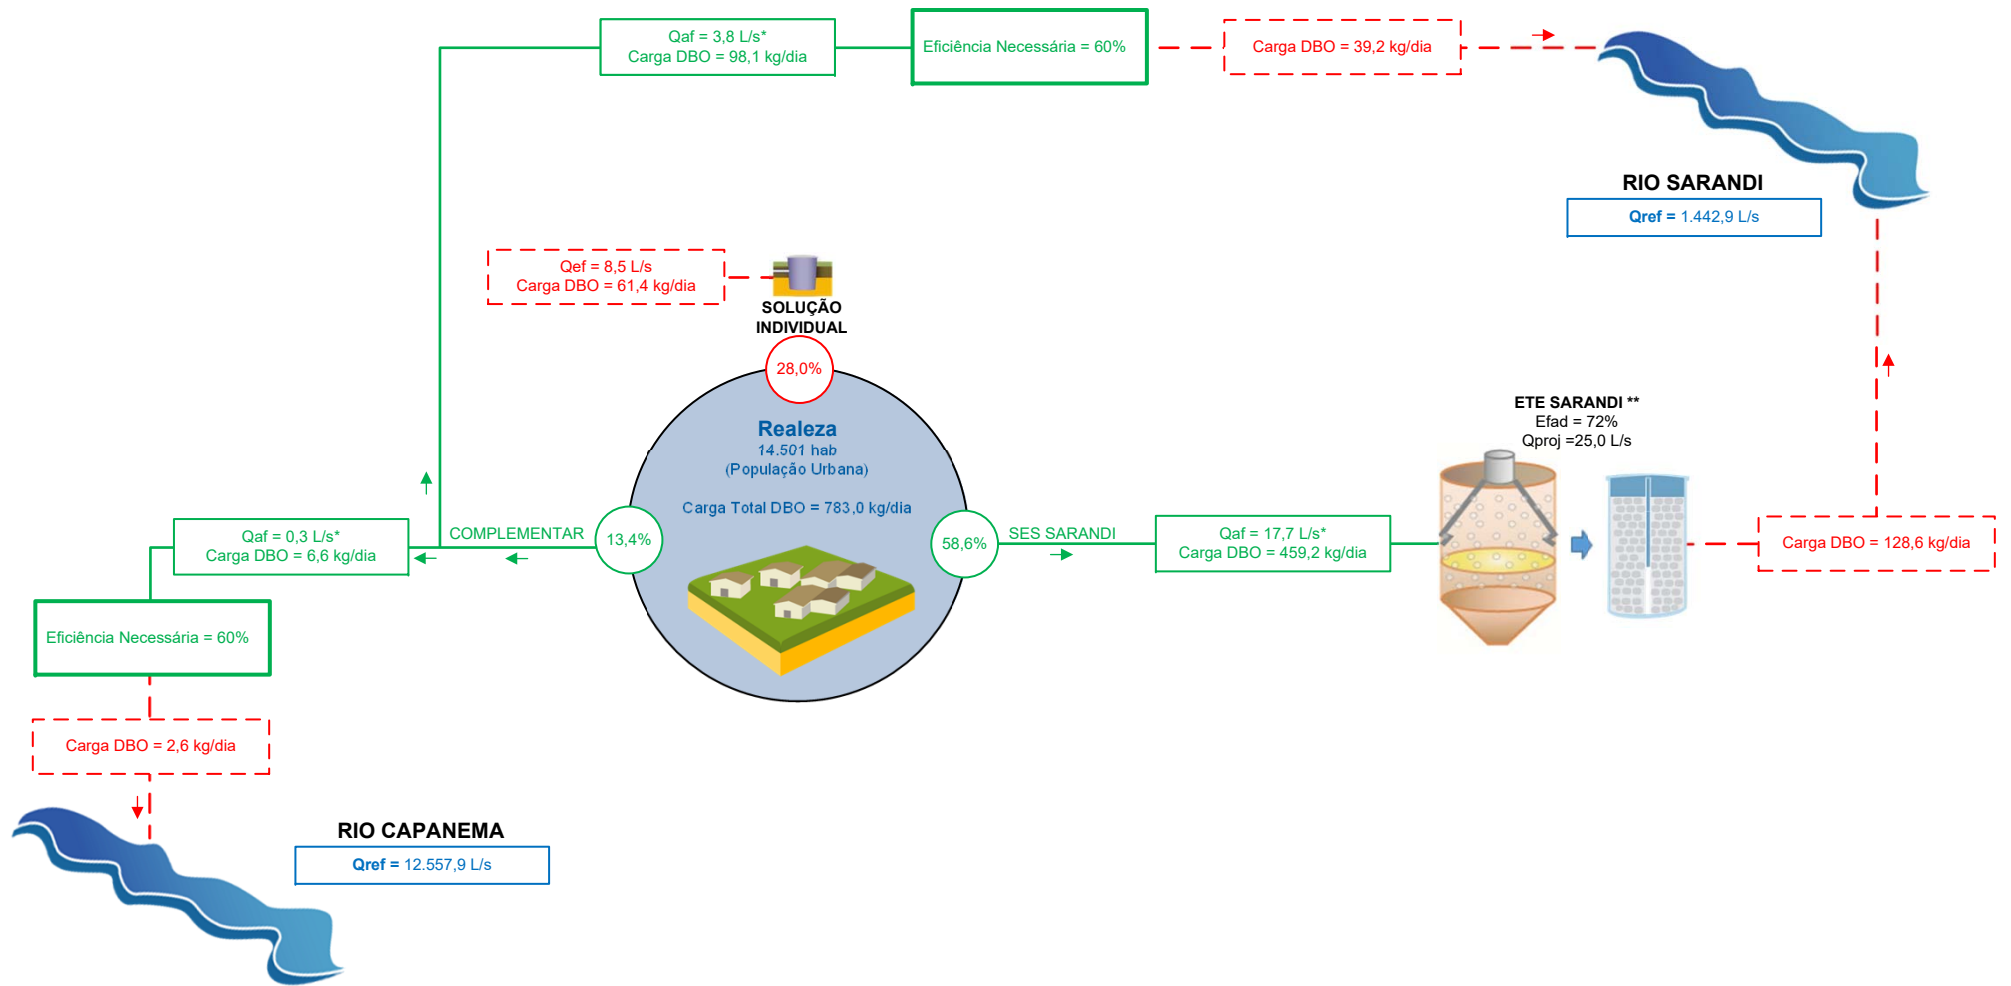 Qaf = 3,8 L/s*
Carga DBO = 98,1 kg/dia
Eficiência Necessária = 60%
Carga DBO = 39,2 kg/dia
RIO SARANDI
Qref = 1.442,9 L/s
Qef = 8,5 L/s
Carga DBO = 61,4 kg/dia
SOLUÇÃO
INDIVIDUAL
28,0%
Realeza
14.501 hab
(População Urbana)
Carga Total DBO = 783,0 kg/dia
ETE SARANDI **
Efad = 72%
Qproj =25,0 L/s
Qaf = 0,3 L/s*
Carga DBO = 6,6 kg/dia
COMPLEMENTAR
13,4%
58,6%
SES SARANDI
Qaf = 17,7 L/s*
Carga DBO = 459,2 kg/dia
Carga DBO = 128,6 kg/dia
Eficiência Necessária = 60%
Carga DBO = 2,6 kg/dia
RIO CAPANEMA
Qref = 12.557,9 L/s